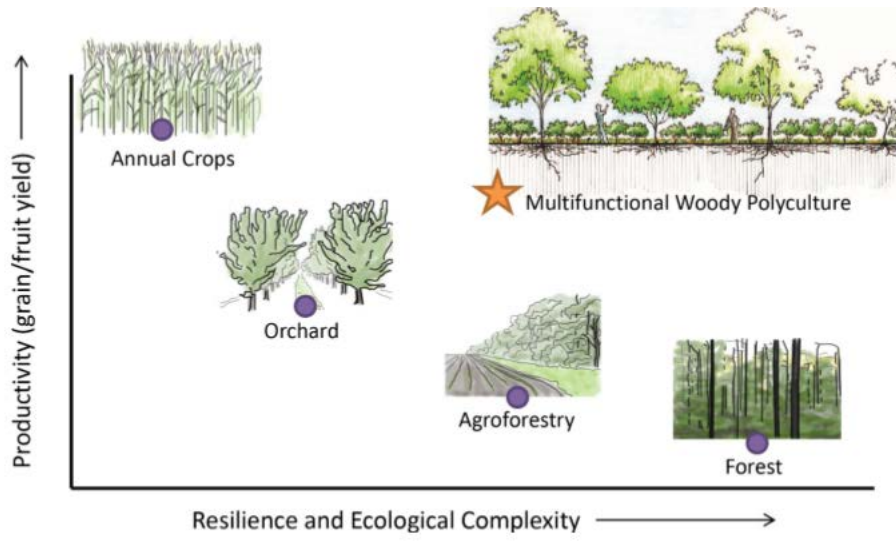 Productivity (grain/fruit yield)
Annual Crops
Multifunctional Woody Polyculture
Orchard
Agroforestry
Forest
Resilience and Ecological Complexity